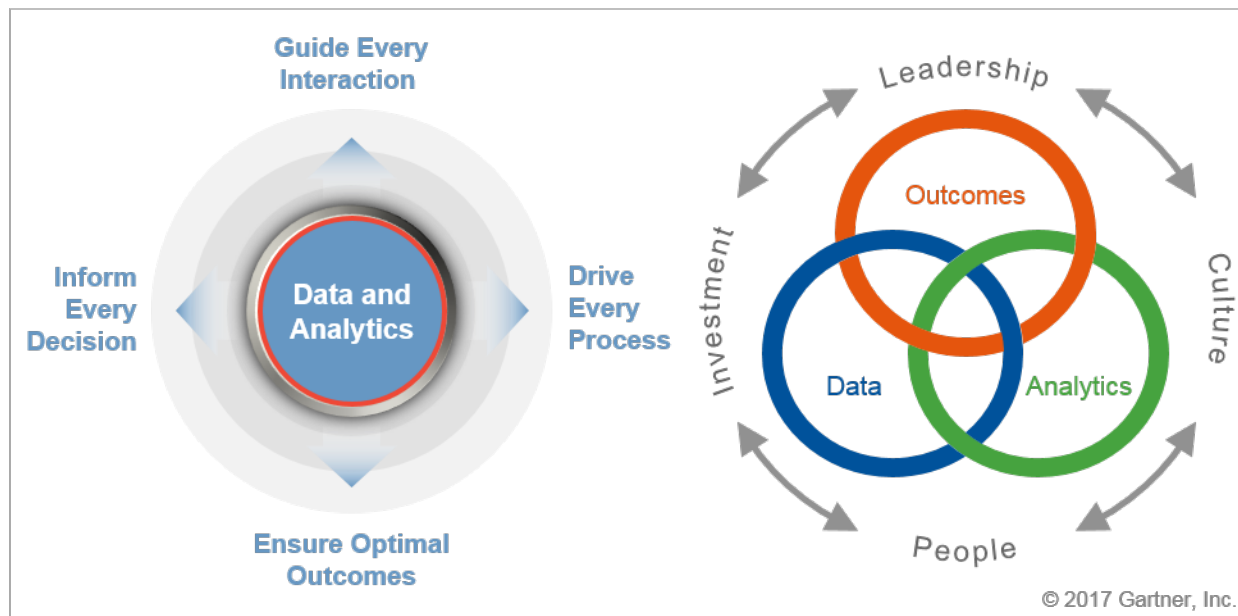 Guide Every
Interaction
Inform
Every
Decision
Data and
Analytics
Drive
Every
Process
Ensure Optimal
Outcomes
Leadership
Outcomes
Investment
Culture
Data
Analytics
People
© 2017 Gartner, Inc.